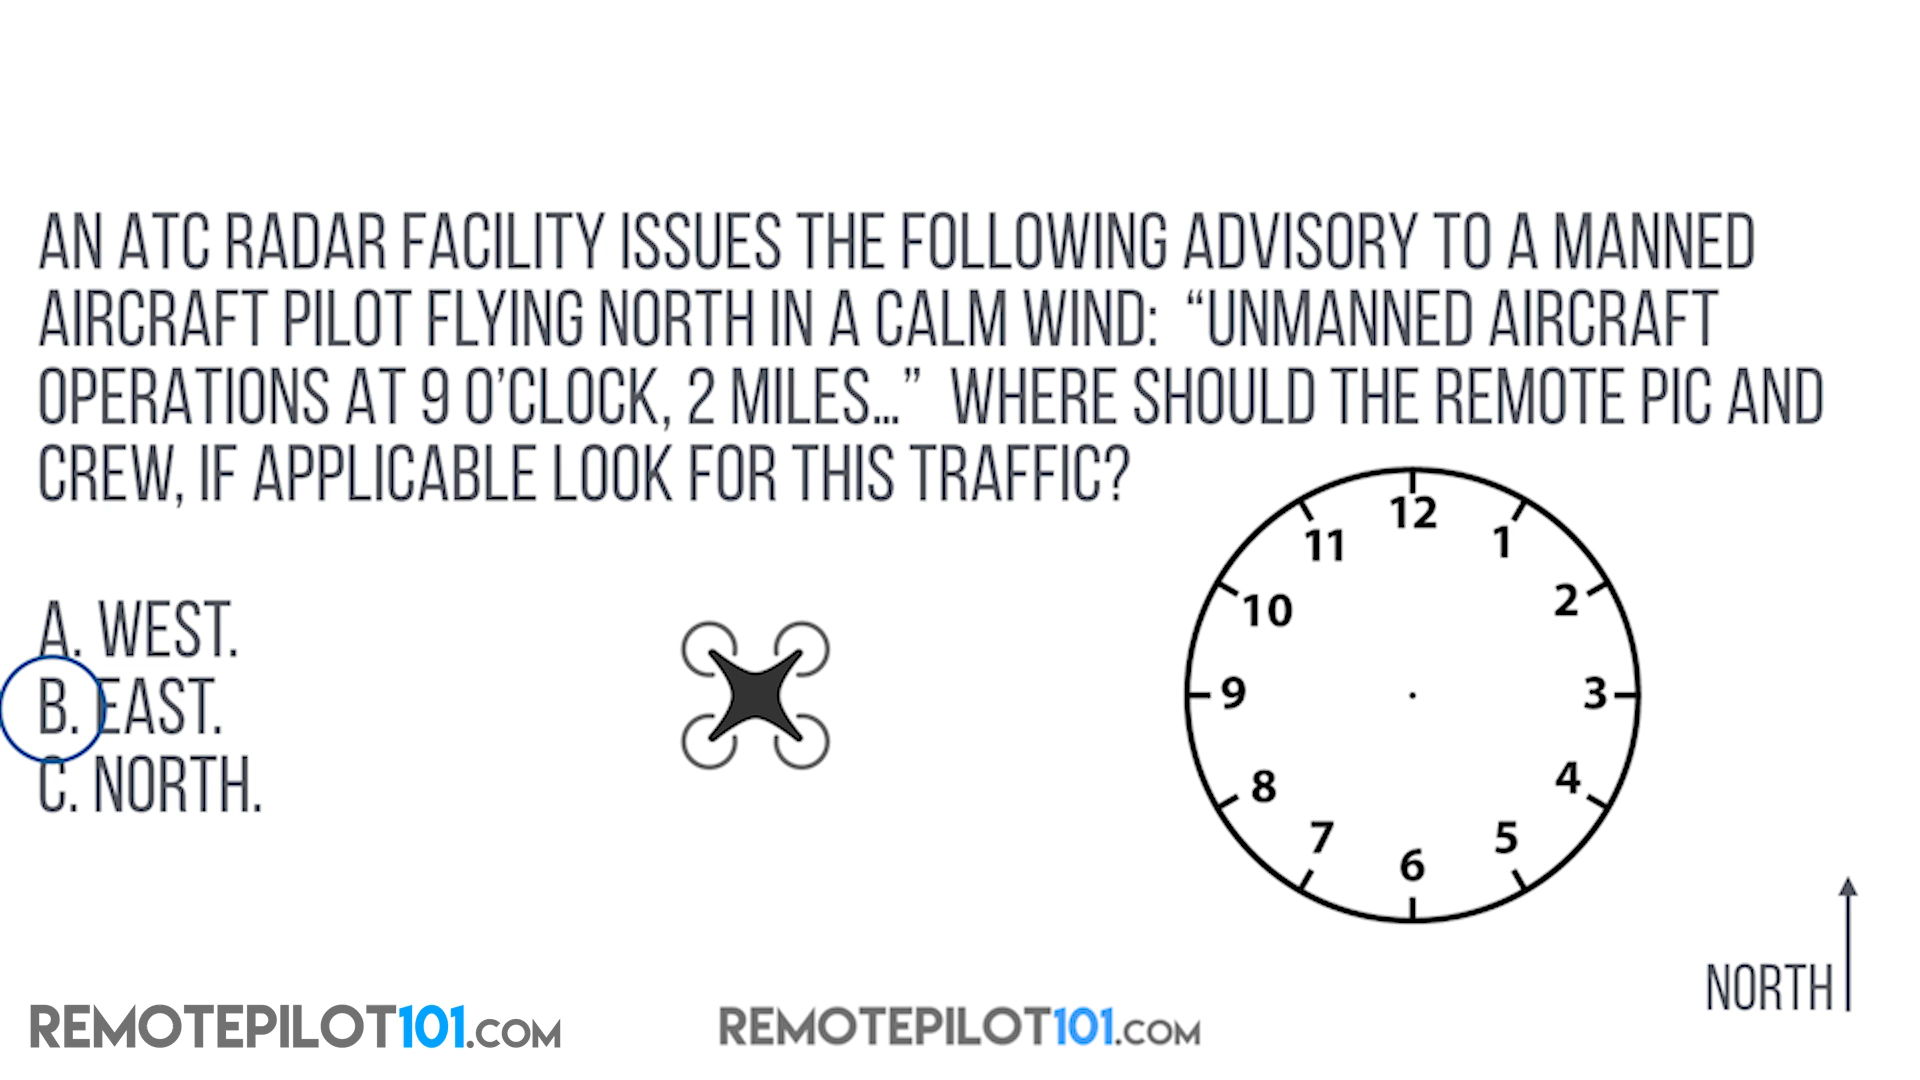 AN ATC RADAR FACILITY ISSUES THE FOLLOWING ADVISORY TO A MANNED
AIRCRAFT PILOT FLYING NORTH IN A CALM WIND: “UNMANNED AIRCRAFT
OPERATIONS AT 9 O’CLOCK, 2 MILES…” WHERE SHOULD THE REMOTE PIC AND
CREW, IF APPLICABLE LOOK FOR THIS TRAFFIC?
A. WEST.
B. EAST.
C. NORTH.
12
1
2
3
4
5
6
7
8
9
10
11
NORTH
REMOTEPILOT101.COM
REMOTEPILOT101.COM